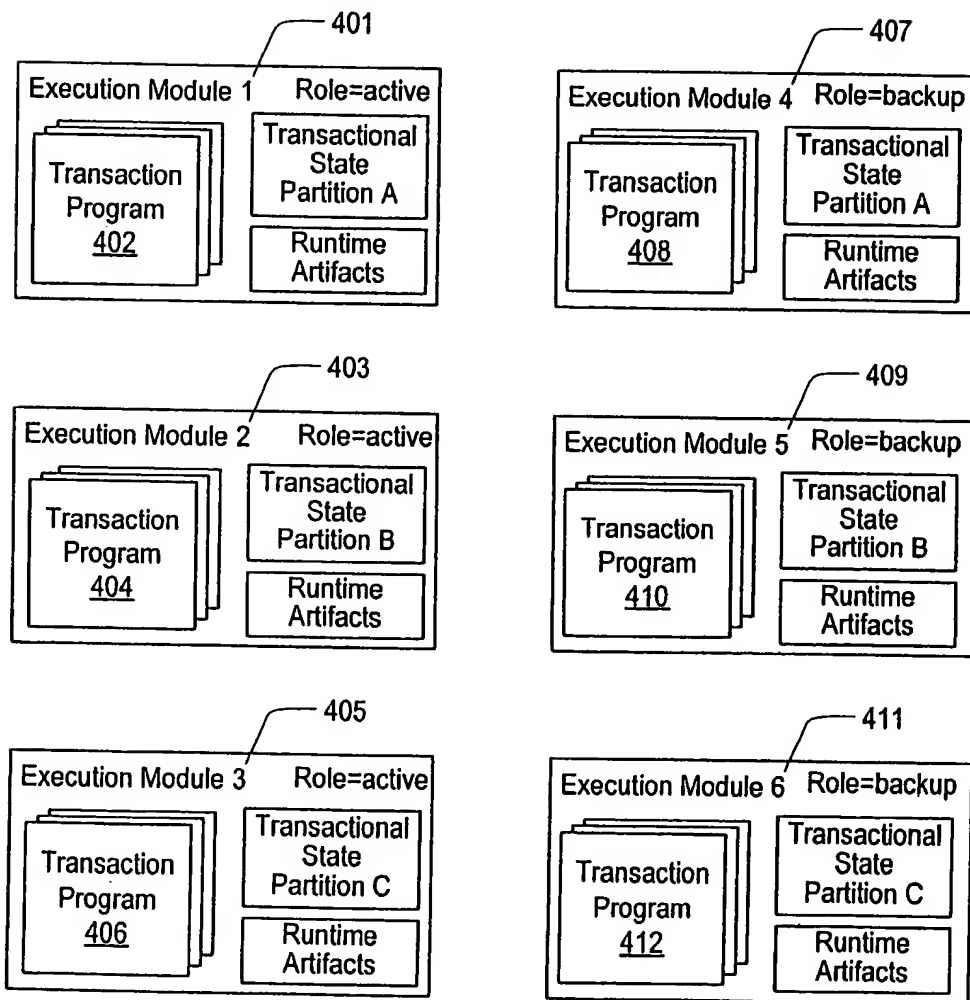 401
Execution Module 1 Role=active
Transaction
Program
402
Transactional
State
Partition A
Runtime
Artifacts
407
Execution Module 4 Role=backup
Transaction
Program
408
Transactional
State
Partition A
Runtime
Artifacts
403
Execution Module 2 Role=active
Transaction
Program
404
Transactional
State
Partition B
Runtime
Artifacts
409
Execution Module 5 Role=backup
Transaction
Program
410
Transactional
State
Partition B
Runtime
Artifacts
405
Execution Module 3 Role=active
Transaction
Program
406
Transactional
State
Partition C
Runtime
Artifacts
411
Execution Module 6 Role=backup
Transaction
Program
412
Transactional
State
Partition C
Runtime
Artifacts